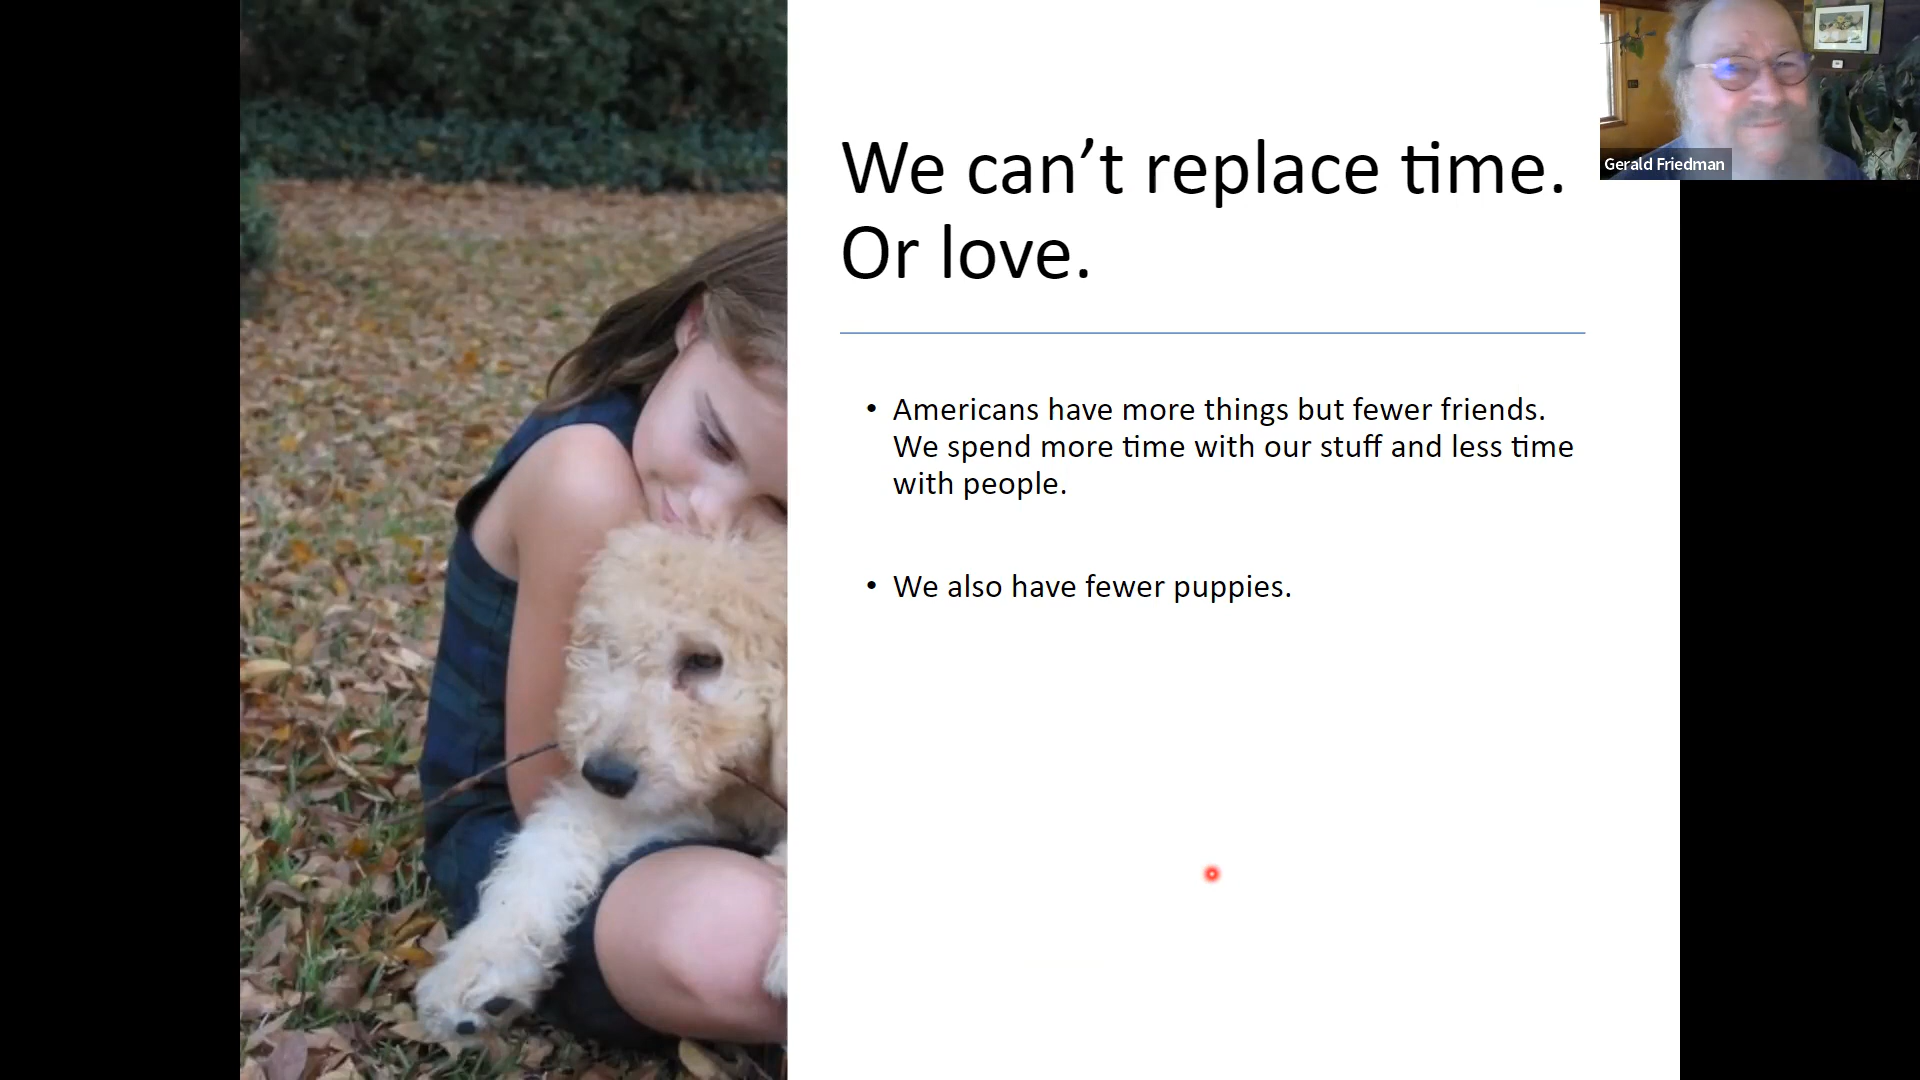 We can’t replace time.
Or love.
• Americans have more things but fewer friends.
We spend more time with our stuff and less time
with people.
• We also have fewer puppies.
Gerald Friedman